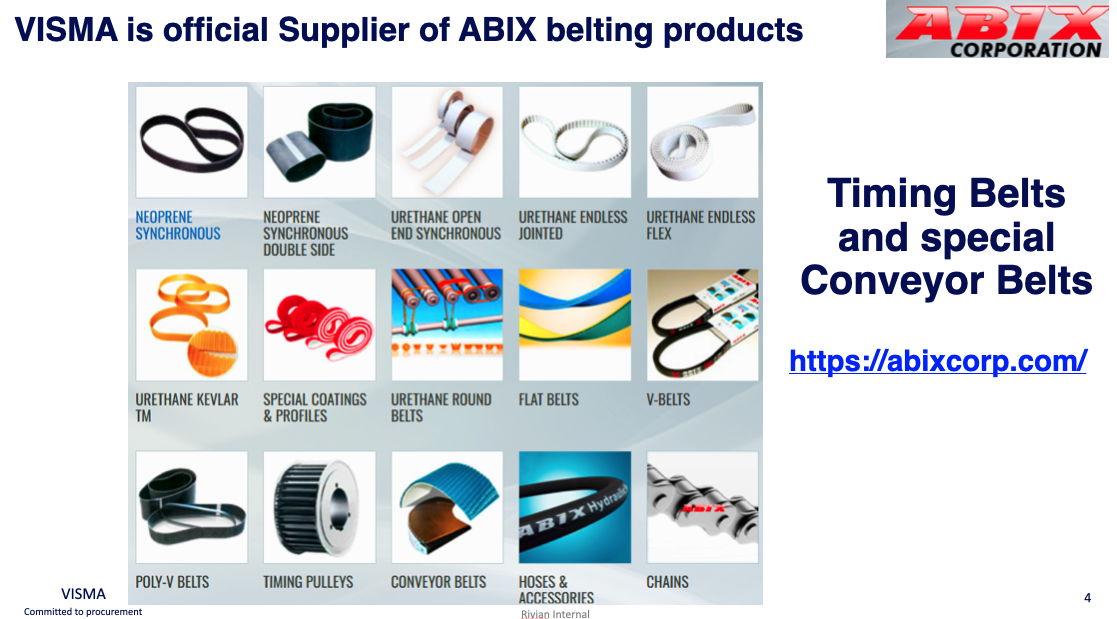 VISMA is official Supplier of ABIX belting products
ABIX
CORPORATION
NEOPRENE
SYNCHRONOUS
NEOPRENE
SYNCHRONOUS
DOUBLE SIDE
URETHANE OPEN
END SYNCHRONOUS
URETHANE ENDLESS
JOINTED
URETHANE ENDLESS
FLEX
Timing Belts
and special
Conveyor Belts
https://abixcorp.com/
URETHANE KEVLAR
TM
SPECIAL COATINGS
& PROFILES
URETHANE ROUND
BELTS
FLAT BELTS
ABIX
V-BELTS
ABIX Hydraulic
ABIX
POLY-V BELTS
TIMING PULLEYS
CONVEYOR BELTS
HOSES &
ACCESSORIES
CHAINS
VISMA
Committed to procurement
Rivian Internal
4